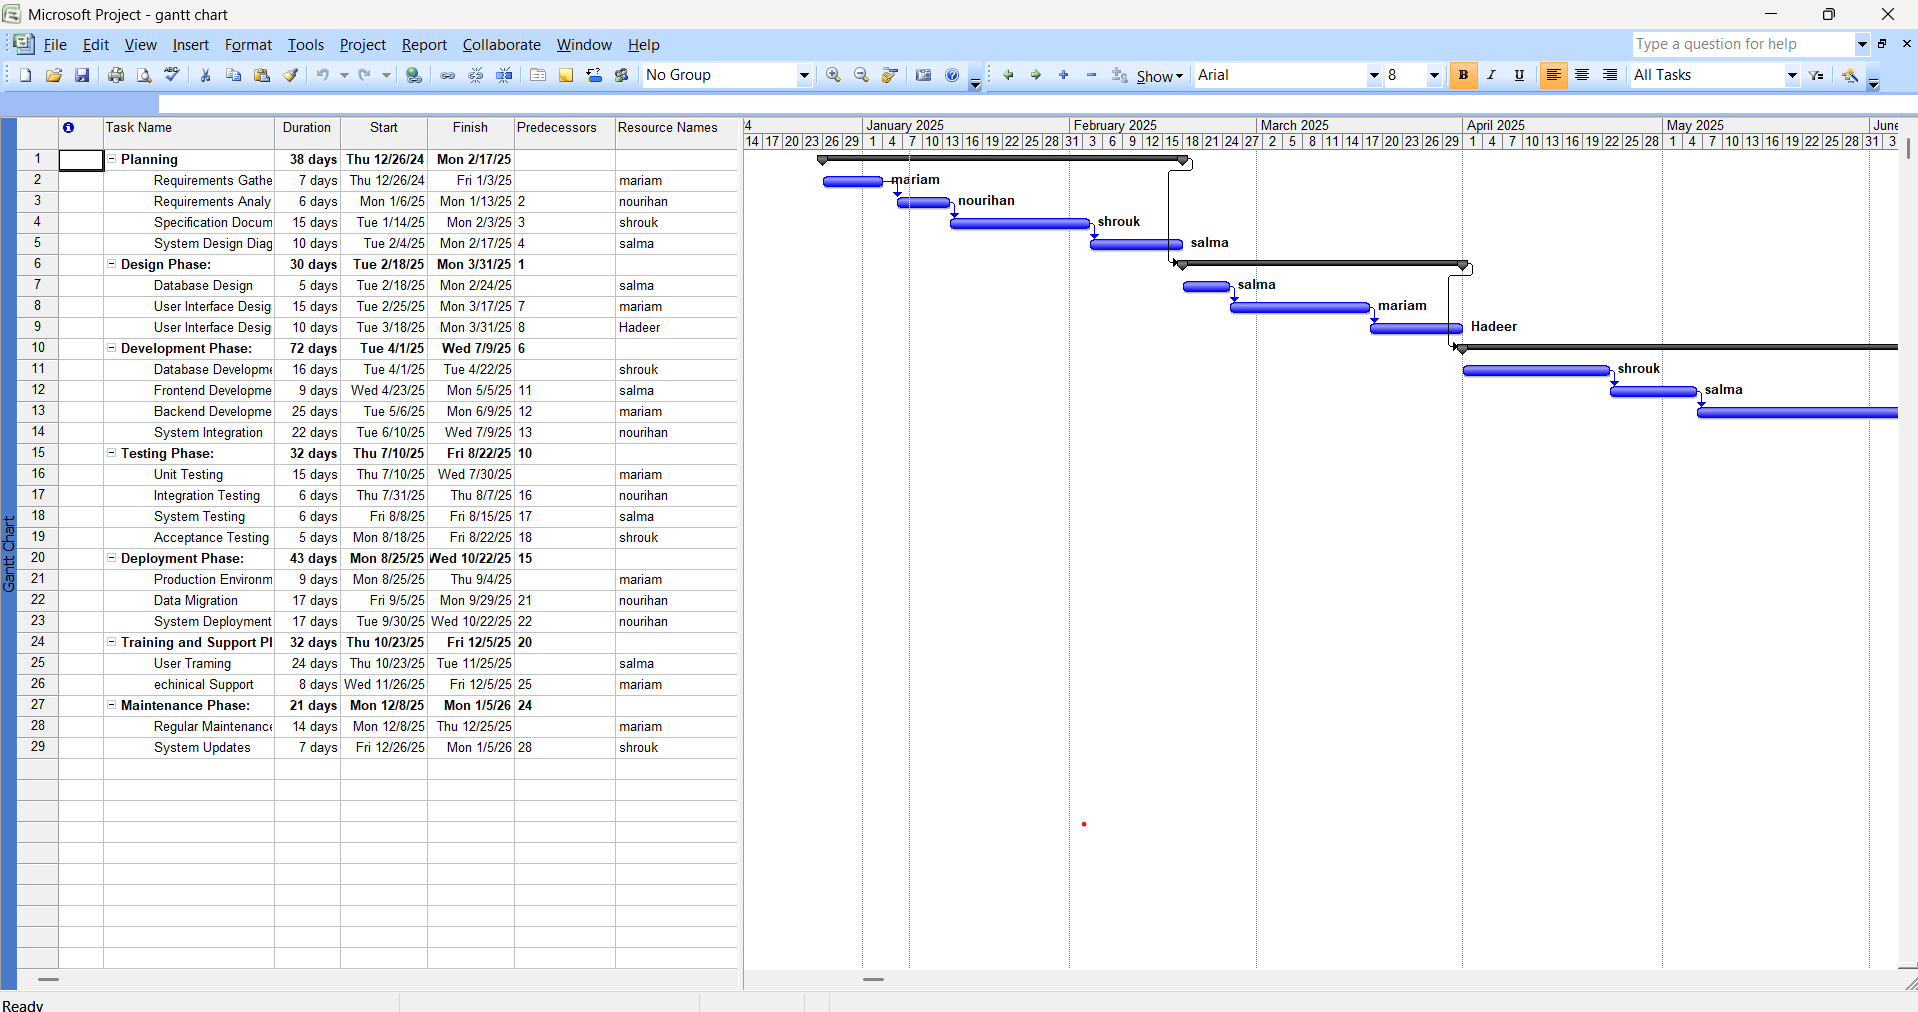 Microsoft Project - gantt chart
File Edit View Insert Format Tools Project Report Collaborate Window Help
Type a question for help
No Group
Show
Arial
8
B I U
All Tasks
Task Name Duration Start Finish Predecessors Resource Names
1 Planning 38 days Thu 12/26/24 Mon 2/17/25
2 Requirements Gathe 7 days Thu 12/26/24 Fri 1/3/25 mariam
3 Requirements Analy 6 days Mon 1/6/25 Mon 1/13/25 2 nourihan
4 Specification Docum 15 days Tue 1/14/25 Mon 2/3/25 3 shrouk
5 System Design Diag 10 days Tue 2/4/25 Mon 2/17/25 4 salma
6 Design Phase: 30 days Tue 2/18/25 Mon 3/31/25 1
7 Database Design 5 days Tue 2/18/25 Mon 2/24/25 salma
8 User Interface Desig 15 days Tue 2/25/25 Mon 3/17/25 7 mariam
9 User Interface Desig 10 days Tue 3/18/25 Mon 3/31/25 8 Hadeer
10 Development Phase: 72 days Tue 4/1/25 Wed 7/9/25 6
11 Database Developme 16 days Tue 4/1/25 Tue 4/22/25 shrouk
12 Frontend Developme 9 days Wed 4/23/25 Mon 5/5/25 11 salma
13 Backend Developme 25 days Tue 5/6/25 Mon 6/9/25 12 mariam
14 System Integration 22 days Tue 6/10/25 Wed 7/9/25 13 nourihan
15 Testing Phase: 32 days Thu 7/10/25 Fri 8/22/25 10
16 Unit Testing 15 days Thu 7/10/25 Wed 7/30/25 mariam
17 Integration Testing 6 days Thu 7/31/25 Thu 8/7/25 16 nourihan
18 System Testing 6 days Fri 8/8/25 Fri 8/15/25 17 salma
19 Acceptance Testing 5 days Mon 8/18/25 Fri 8/22/25 18 shrouk
20 Deployment Phase: 43 days Mon 8/25/25 Wed 10/22/25 15
21 Production Environm 9 days Mon 8/25/25 Thu 9/4/25 mariam
22 Data Migration 17 days Fri 9/5/25 Mon 9/29/25 21 nourihan
23 System Deployment 17 days Tue 9/30/25 Wed 10/22/25 22 nourihan
24 Training and Support Pl 32 days Thu 10/23/25 Fri 12/5/25 20
25 User Traming 24 days Thu 10/23/25 Tue 11/25/25 salma
26 echinical Support 8 days Wed 11/26/25 Fri 12/5/25 25 mariam
27 Maintenance Phase: 21 days Mon 12/8/25 Mon 1/5/26 24
28 Regular Maintenance 14 days Mon 12/8/25 Thu 12/25/25 mariam
29 System Updates 7 days Fri 12/26/25 Mon 1/5/26 28 shrouk
4 January 2025 February 2025 March 2025 April 2025 May 2025 June
14 17 20 23 26 29 1 4 7 10 13 16 19 22 25 28 31 3 6 9 12 15 18 21 24 27 2 5 8 11 14 17 20 23 26 29 1 4 7 10 13 16 19 22 25 28 1 4 7 10 13 16 19 22 25 28 31 3
mariam
nourihan
shrouk
salma
salma
mariam
Hadeer
shrouk
salma
Gantt Chart
Ready